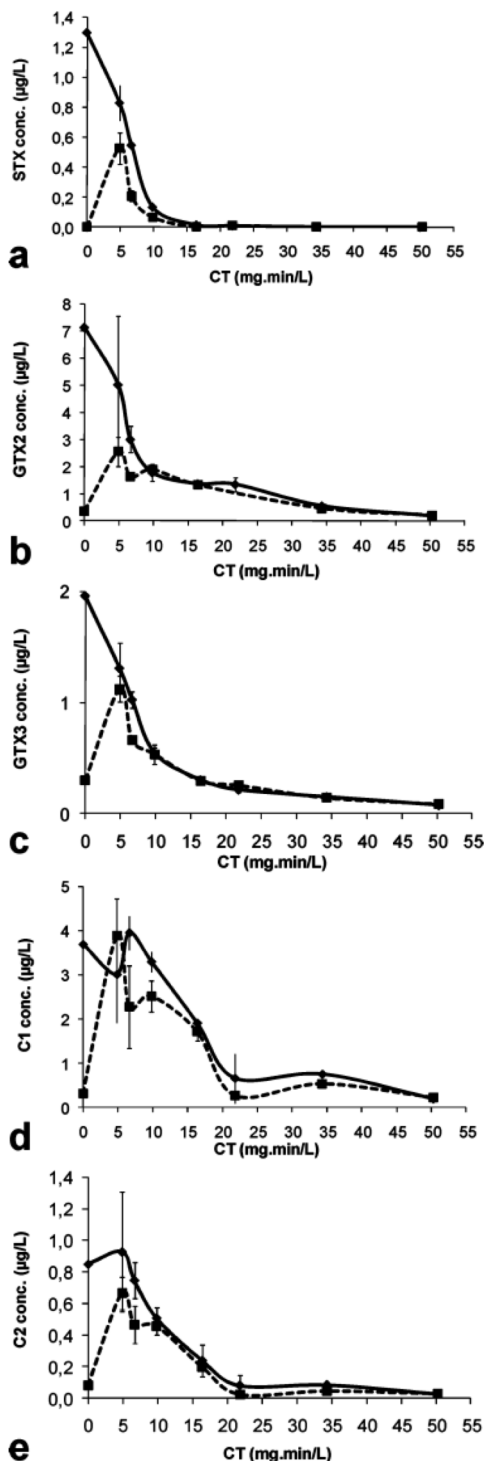 STX conc. (µg/L)
1,4
1,2
1,0
0,8
0,6
0,4
0,2
0,0
0 5 10 15 20 25 30 35 40 45 50 55
CT (mg.min/L)
a
GTX2 conc. (µg/L)
8
7
6
5
4
3
2
1
0
0 5 10 15 20 25 30 35 40 45 50 55
CT (mg.min/L)
b
GTX3 conc. (µg/L)
2
1
0
0 5 10 15 20 25 30 35 40 45 50 55
CT (mg.min/L)
c
C1 conc. (µg/L)
5
4
3
2
1
0
0 5 10 15 20 25 30 35 40 45 50 55
CT (mg.min/L)
d
C2 conc. (µg/L)
1,4
1,2
1,0
0,8
0,6
0,4
0,2
0,0
0 5 10 15 20 25 30 35 40 45 50 55
CT (mg.min/L)
e